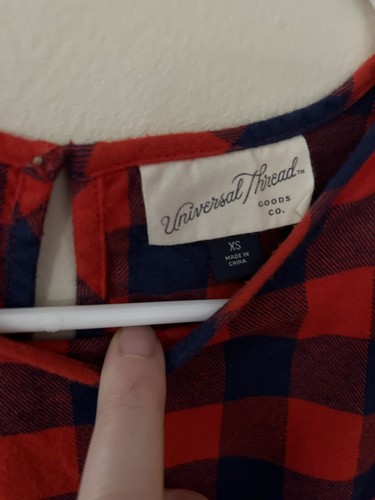 Universal Thread™
GOODS
CO.
XS
MADE IN
CHINA